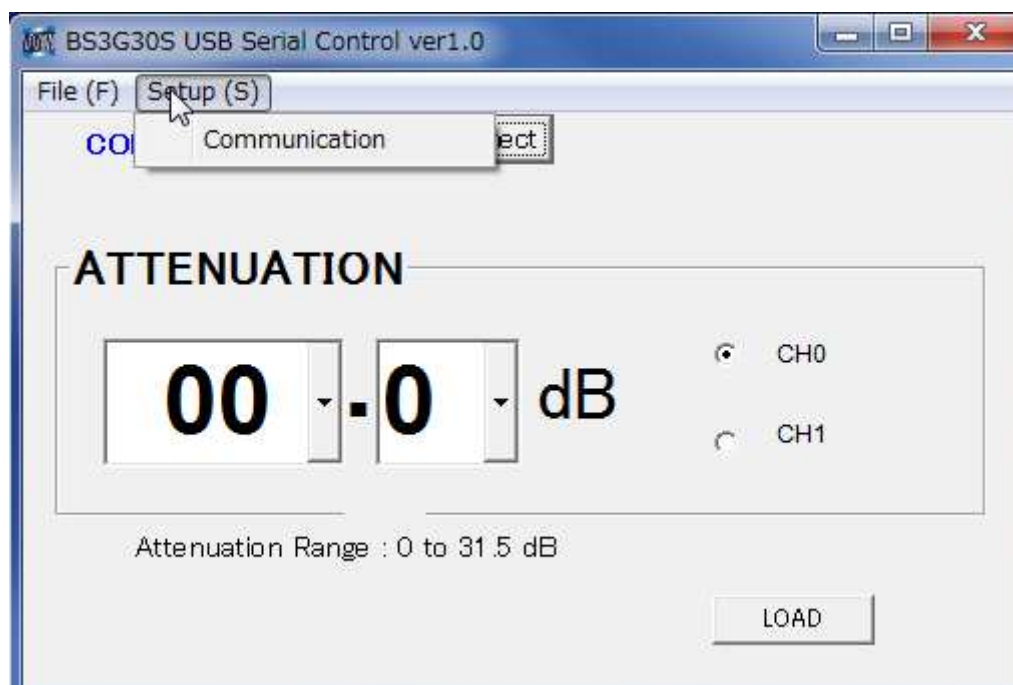 BS3G30S USB Serial Control ver1.0
File (F) Setup (S)
Communication
ATTENUATION
00 . 0 dB
CH0
CH1
Attenuation Range : 0 to 31.5 dB
LOAD